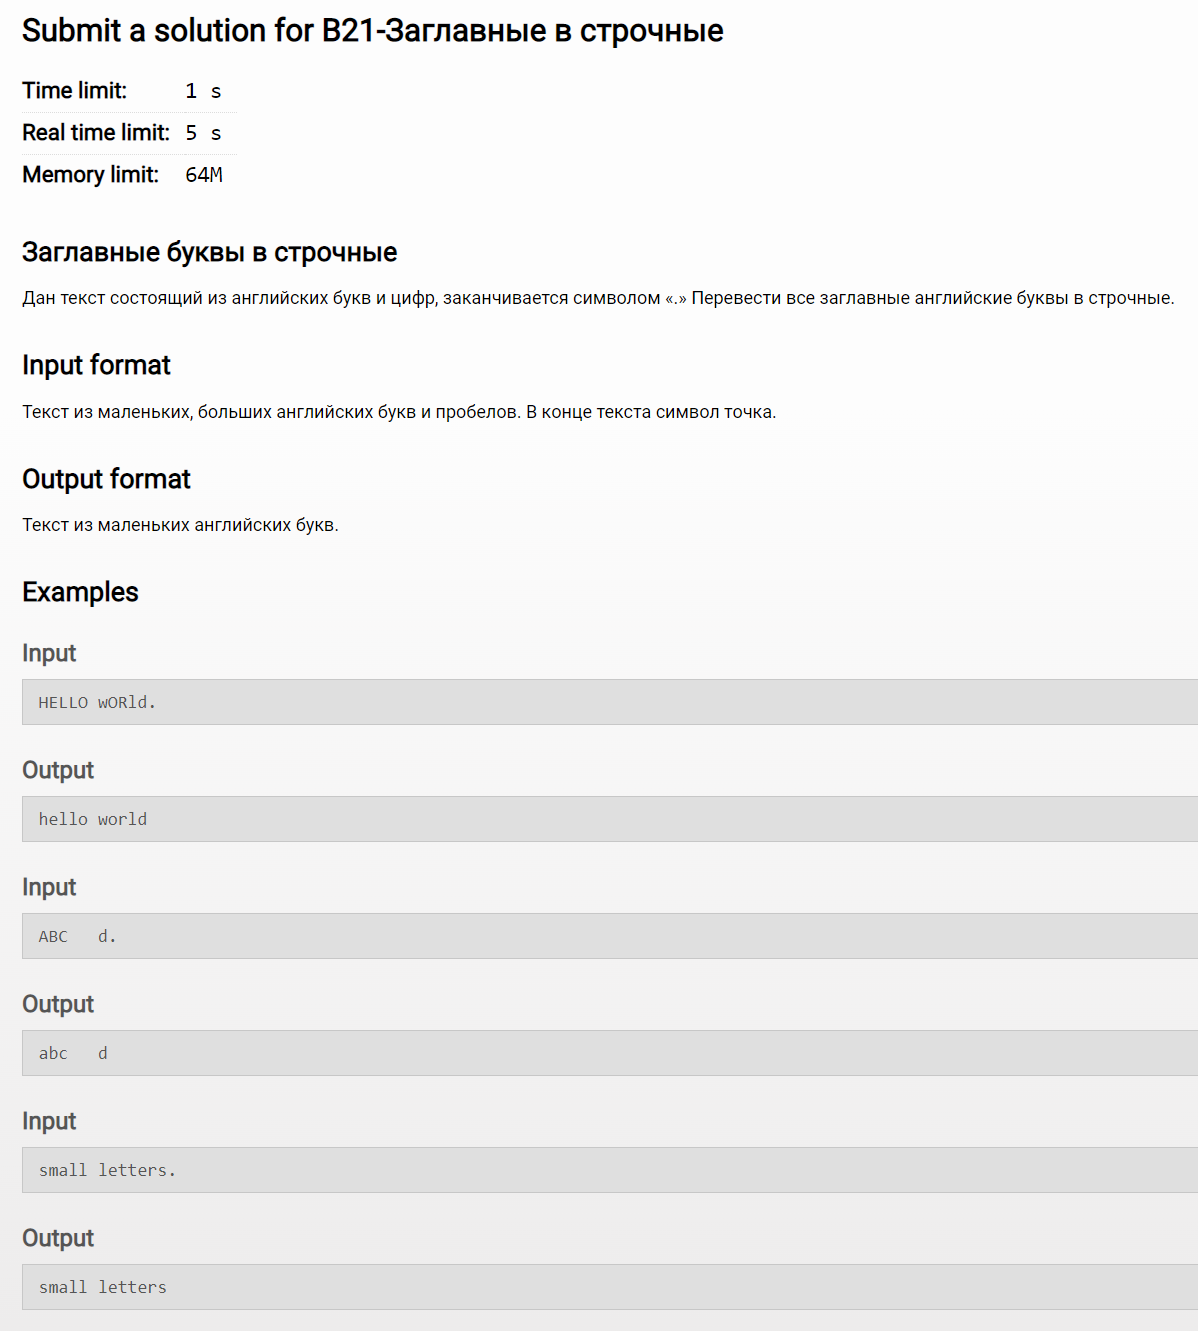 Submit a solution for B21-Заглавные в строчные
Time limit: 1 s
Real time limit: 5 s
Memory limit: 64M
Заглавные буквы в строчные
Дан текст состоящий из английских букв и цифр, заканчивается символом «.» Перевести все заглавные английские буквы в строчные.
Input format
Текст из маленьких, больших английских букв и пробелов. В конце текста символ точка.
Output format
Текст из маленьких английских букв.
Examples
Input
HELLO wORld.
Output
hello world
Input
ABC   d.
Output
abc   d
Input
small letters.
Output
small letters